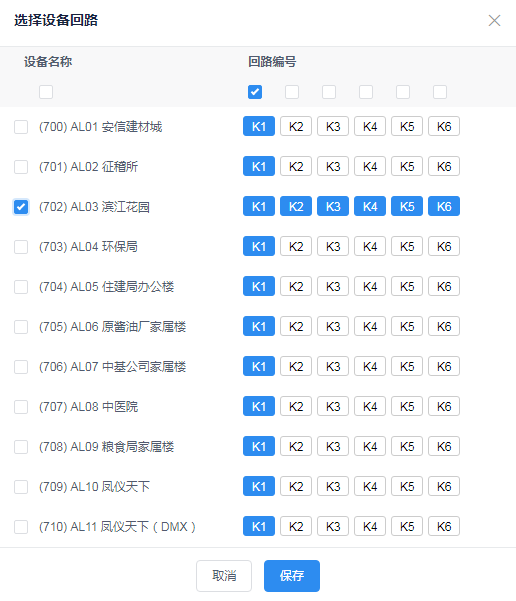 选择设备回路
设备名称 回路编号
(700) AL01 安信建材城 K1 K2 K3 K4 K5 K6
(701) AL02 征稽所 K1 K2 K3 K4 K5 K6
(702) AL03 滨江花园 K1 K2 K3 K4 K5 K6
(703) AL04 环保局 K1 K2 K3 K4 K5 K6
(704) AL05 住建局办公楼 K1 K2 K3 K4 K5 K6
(705) AL06 原酱油厂家属楼 K1 K2 K3 K4 K5 K6
(706) AL07 中基公司家属楼 K1 K2 K3 K4 K5 K6
(707) AL08 中医院 K1 K2 K3 K4 K5 K6
(708) AL09 粮食局家属楼 K1 K2 K3 K4 K5 K6
(709) AL10 凤仪天下 K1 K2 K3 K4 K5 K6
(710) AL11 凤仪天下（DMX） K1 K2 K3 K4 K5 K6
取消 保存